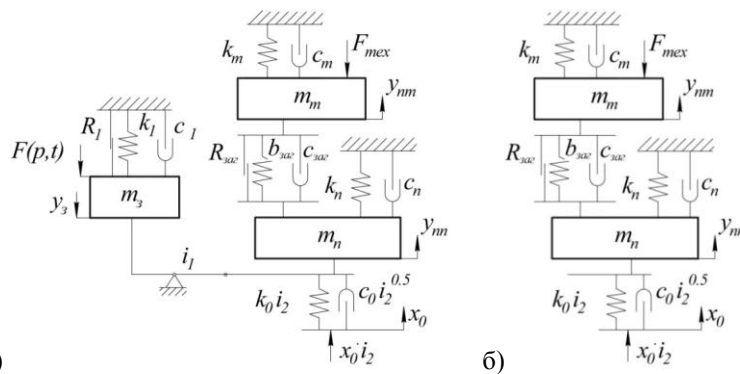 k_m
c_m
F_mex
y_nm
m_m
R_1
k_1
c_1
F(p,t)
y_з
m_з
R_заг
b_заг
c_заг
k_n
c_n
m_n
y_nn
i_1
k_0 i_2
c_0 i_2^0.5
x_0
x_0·i_2
)
k_m
c_m
F_mex
y_nm
m_m
R_заг
b_заг
c_заг
k_n
c_n
m_n
y_nn
k_0 i_2
c_0 i_2^0.5
x_0
x_0·i_2
б)